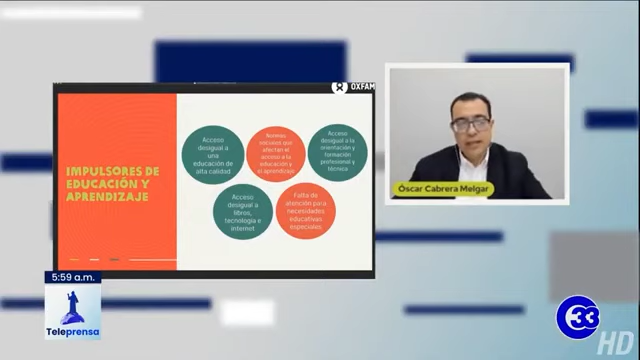 OXFAM
IMPULSORES DE
EDUCACIÓN Y
APRENDIZAJE
Acceso
desigual a
una
educación de
alta calidad
Normas
sociales que
afectan el
acceso a la
educación y
el aprendizaje
Acceso
desigual a la
orientación y
formación
profesional y
técnica
Acceso
desigual a
libros,
tecnología e
internet
Falta de
atención para
necesidades
educativas
especiales
Óscar Cabrera Melgar
5:59 a.m.
Teleprensa
33
HD